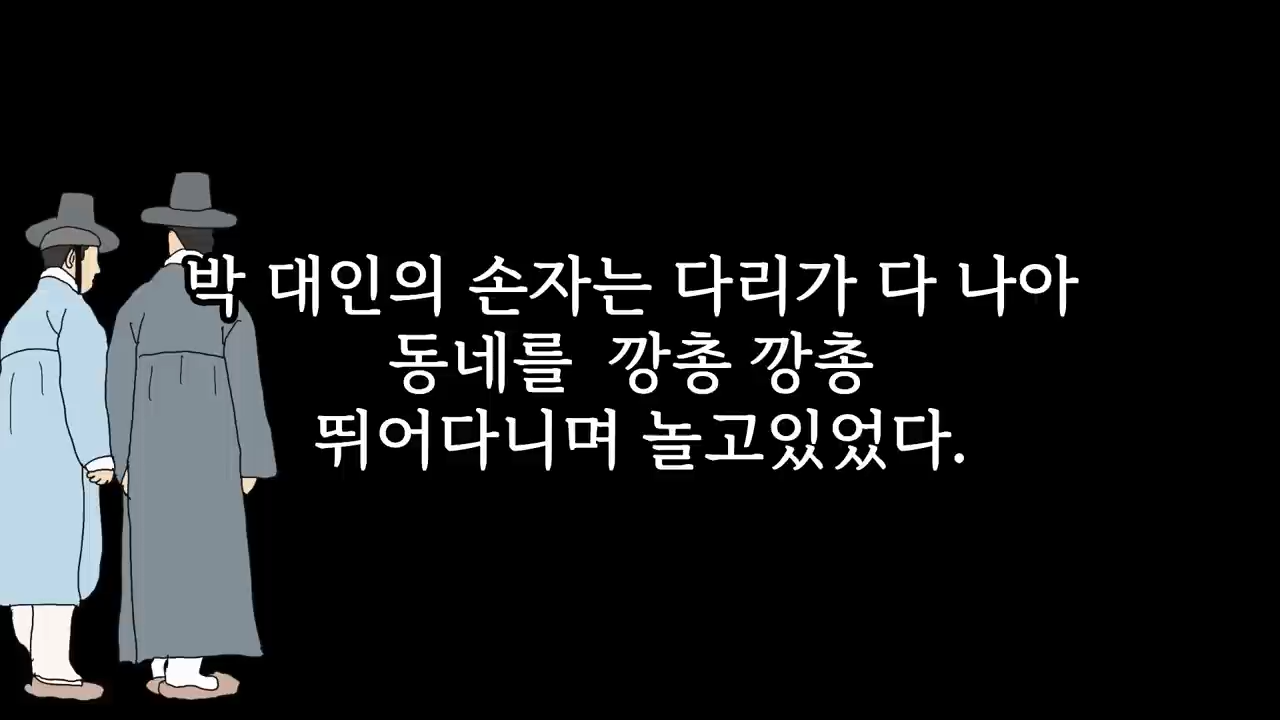 박 대인의 손자는 다리가 다 나아
동네를 깡총 깡총
뛰어다니며 놀고있었다.